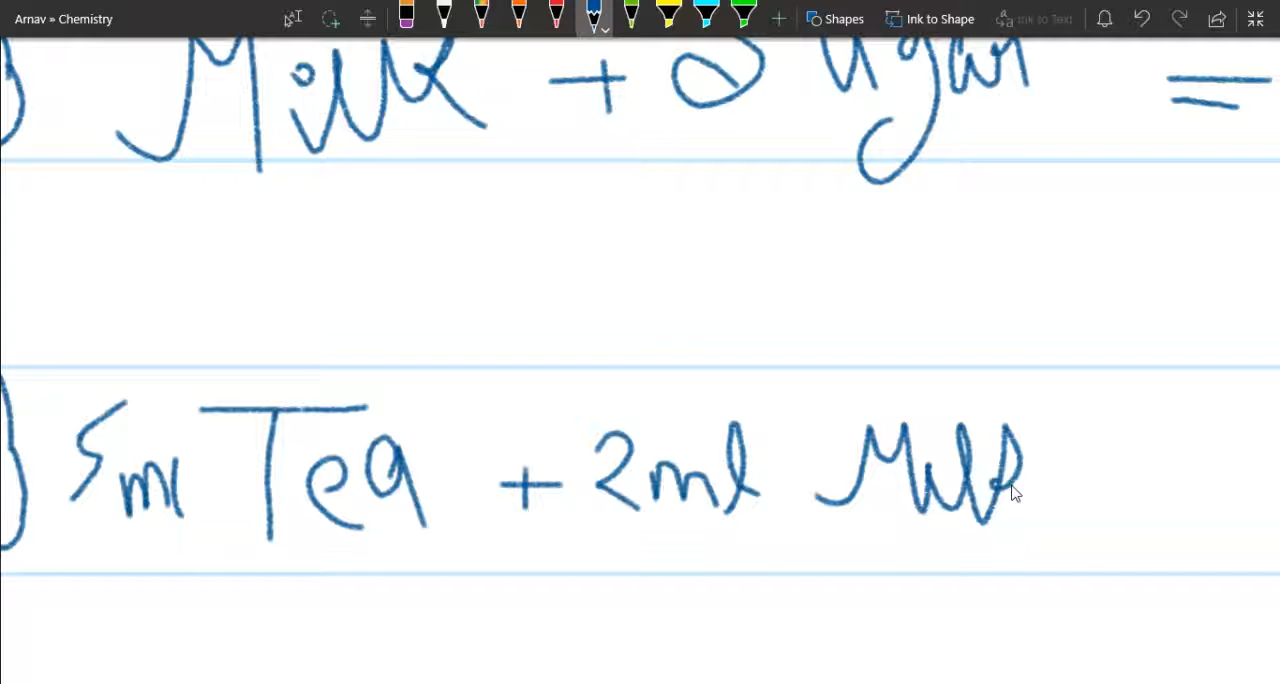 Arnav » Chemistry Shapes Ink to Shape Ink to Text
) Milk + Sugar =
) 5ml Tea + 2ml Milk